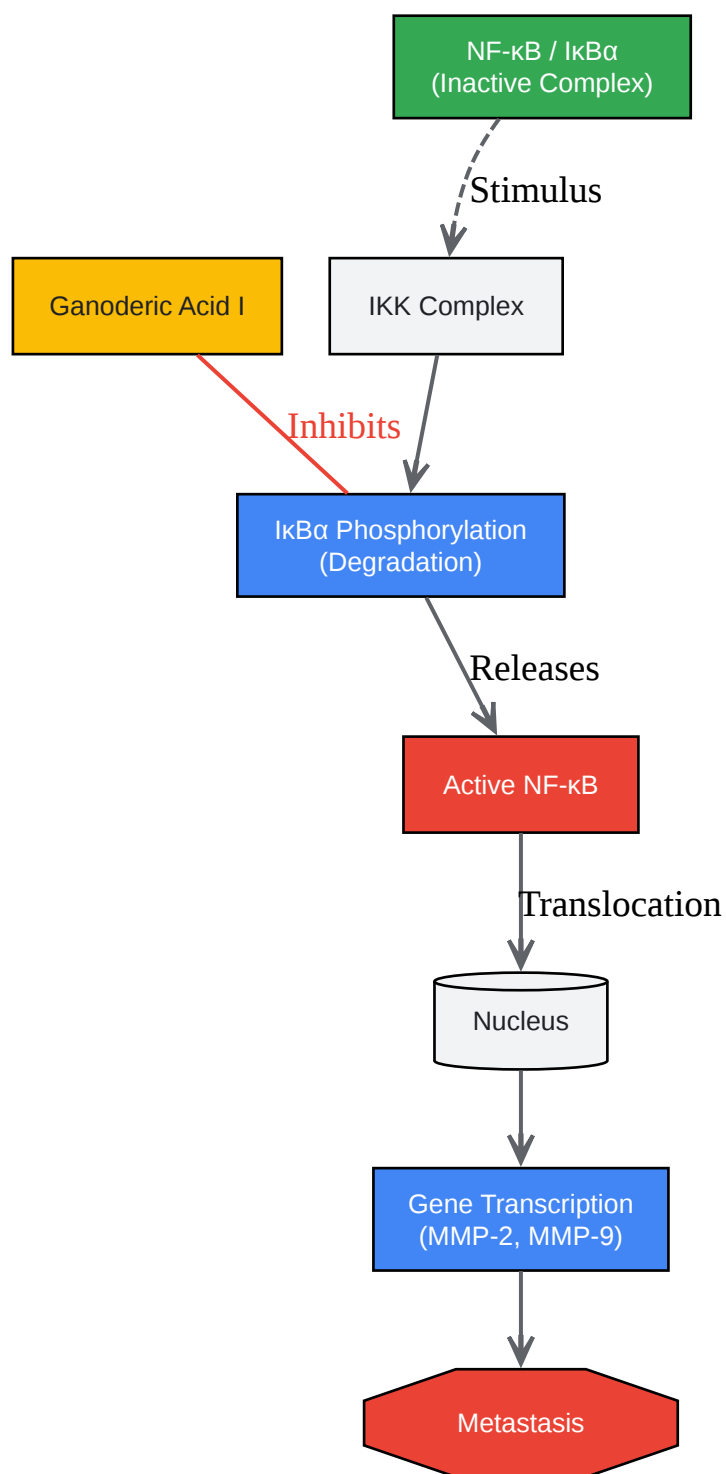 NF-κB / IκBα
(Inactive Complex)
Stimulus
Ganoderic Acid I
IKK Complex
Inhibits
IκBα Phosphorylation
(Degradation)
Releases
Active NF-κB
Translocation
Nucleus
Gene Transcription
(MMP-2, MMP-9)
Metastasis